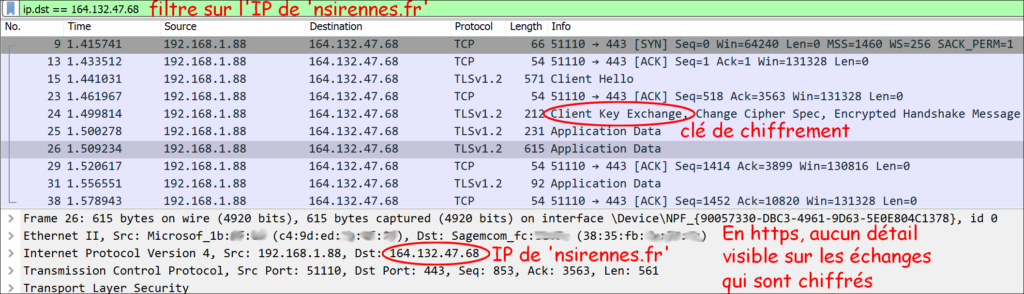 ip.dst == 164.132.47.68 filtre sur l'IP de 'nsirennes.fr'
No. Time Source Destination Protocol Length Info
9 1.415741 192.168.1.88 164.132.47.68 TCP 66 51110 → 443 [SYN] Seq=0 Win=64240 Len=0 MSS=1460 WS=256 SACK_PERM=1
13 1.433512 192.168.1.88 164.132.47.68 TCP 54 51110 → 443 [ACK] Seq=1 Ack=1 Win=131328 Len=0
15 1.441031 192.168.1.88 164.132.47.68 TLSv1.2 571 Client Hello
23 1.461967 192.168.1.88 164.132.47.68 TCP 54 51110 → 443 [ACK] Seq=518 Ack=3563 Win=131328 Len=0
24 1.499814 192.168.1.88 164.132.47.68 TLSv1.2 212 Client Key Exchange, Change Cipher Spec, Encrypted Handshake Message
25 1.500278 192.168.1.88 164.132.47.68 TLSv1.2 231 Application Data
clé de chiffrement
26 1.509234 192.168.1.88 164.132.47.68 TLSv1.2 615 Application Data
29 1.520617 192.168.1.88 164.132.47.68 TCP 54 51110 → 443 [ACK] Seq=1414 Ack=3899 Win=130816 Len=0
31 1.556551 192.168.1.88 164.132.47.68 TLSv1.2 92 Application Data
38 1.578943 192.168.1.88 164.132.47.68 TCP 54 51110 → 443 [ACK] Seq=1452 Ack=10820 Win=131328 Len=0
Frame 26: 615 bytes on wire (4920 bits), 615 bytes captured (4920 bits) on interface \Device\NPF_{90057330-DBC3-4961-9D63-5E0E804C1378}, id 0
Ethernet II, Src: Microsof_1b: (c4:9d:ed: ), Dst: Sagemcom_fc: (38:35:fb: )
Internet Protocol Version 4, Src: 192.168.1.88, Dst: 164.132.47.68 IP de 'nsirennes.fr'
Transmission Control Protocol, Src Port: 51110, Dst Port: 443, Seq: 853, Ack: 3563, Len: 561
Transport Layer Security
En https, aucun détail
visible sur les échanges
qui sont chiffrés